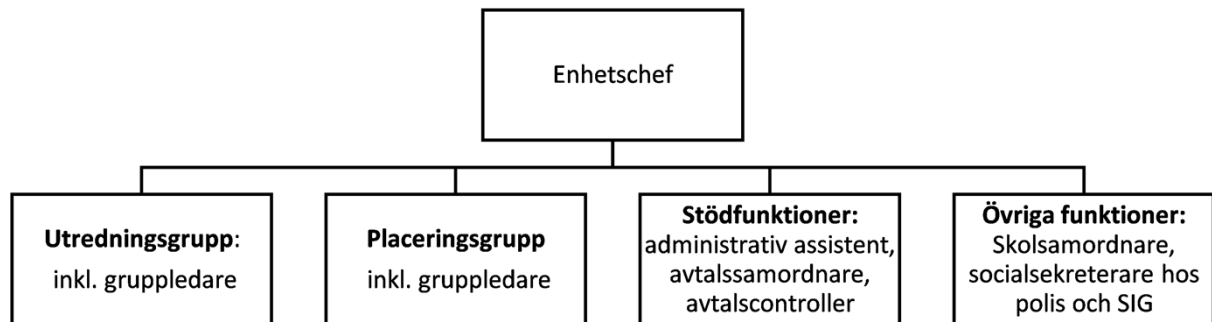 Enhetschef
Utredningsgrupp:
inkl. gruppledare
Placeringsgrupp
inkl. gruppledare
Stödfunktioner:
administrativ assistent,
avtalssamordnare,
avtalscontroller
Övriga funktioner:
Skolsamordnare,
socialsekreterare hos
polis och SIG